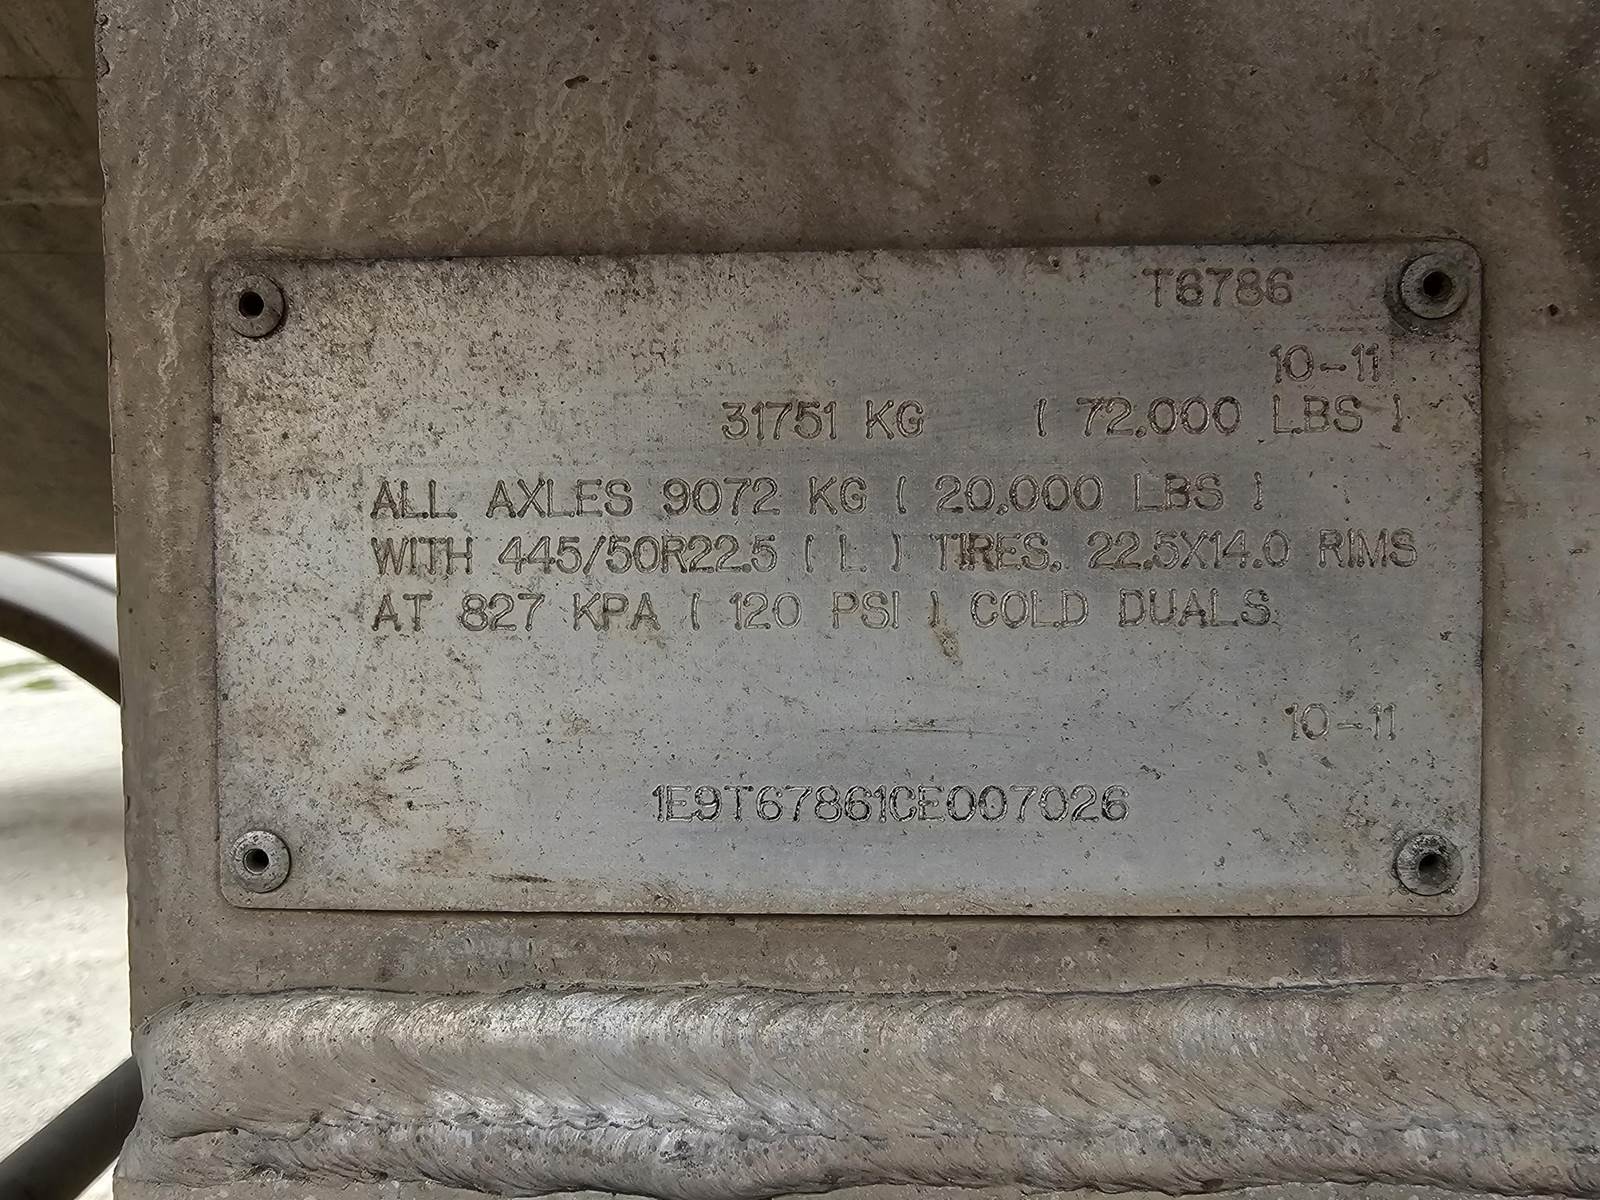 T6786
10-11
31751 KG ( 72,000 LBS )
ALL AXLES 9072 KG ( 20,000 LBS )
WITH 445/50R22.5 ( L ) TIRES, 22.5X14.0 RIMS
AT 827 KPA ( 120 PSI ) COLD DUALS
10-11
1E9T67861CE007026